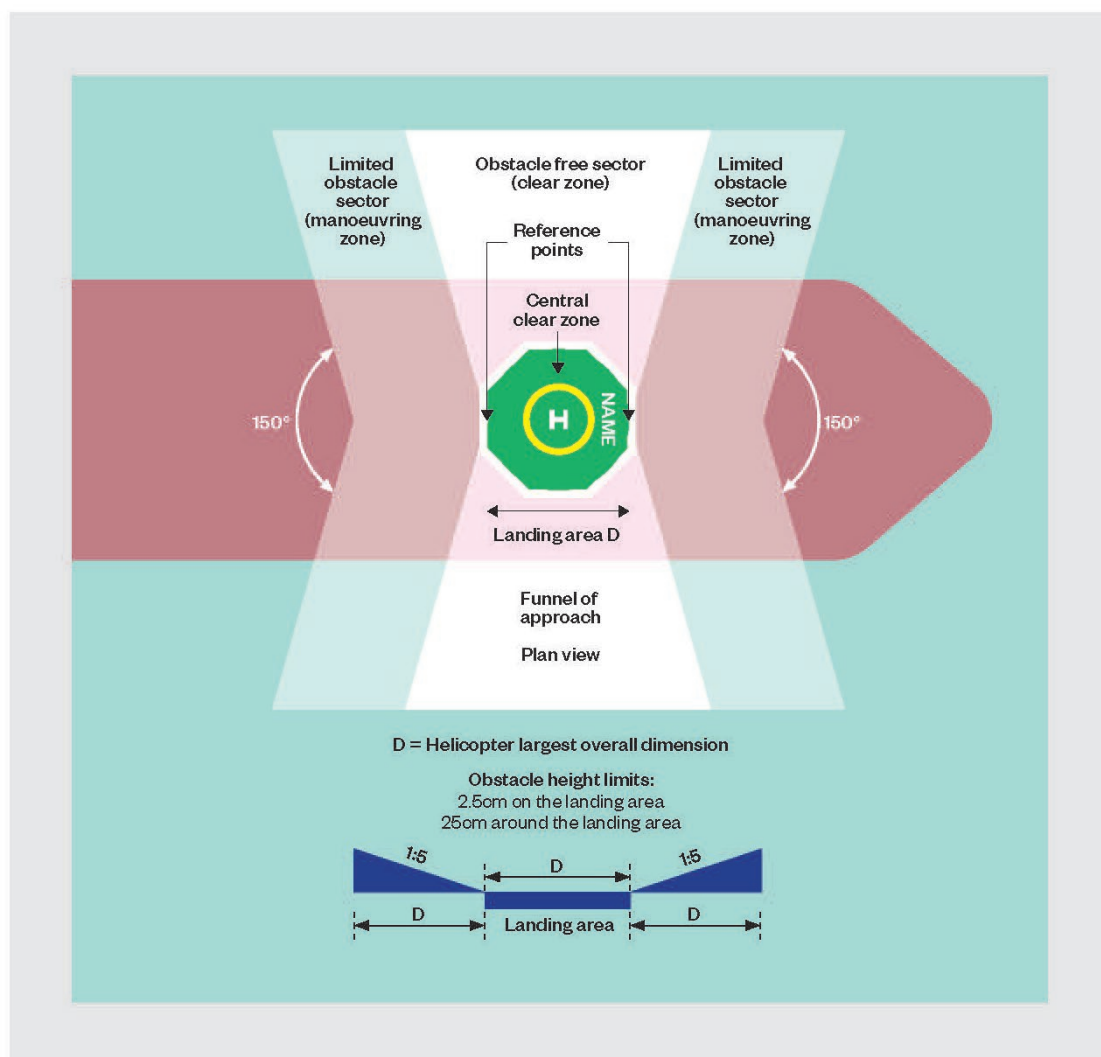 Limited
obstacle
sector
(manoeuvring
zone)
Obstacle free sector
(clear zone)
Limited
obstacle
sector
(manoeuvring
zone)
Reference
points
Central
clear zone
150°
H
NAME
150°
Landing area D
Funnel of
approach
Plan view
D = Helicopter largest overall dimension
Obstacle height limits:
2.5cm on the landing area
25cm around the landing area
1:5
D
1:5
D
Landing area
D